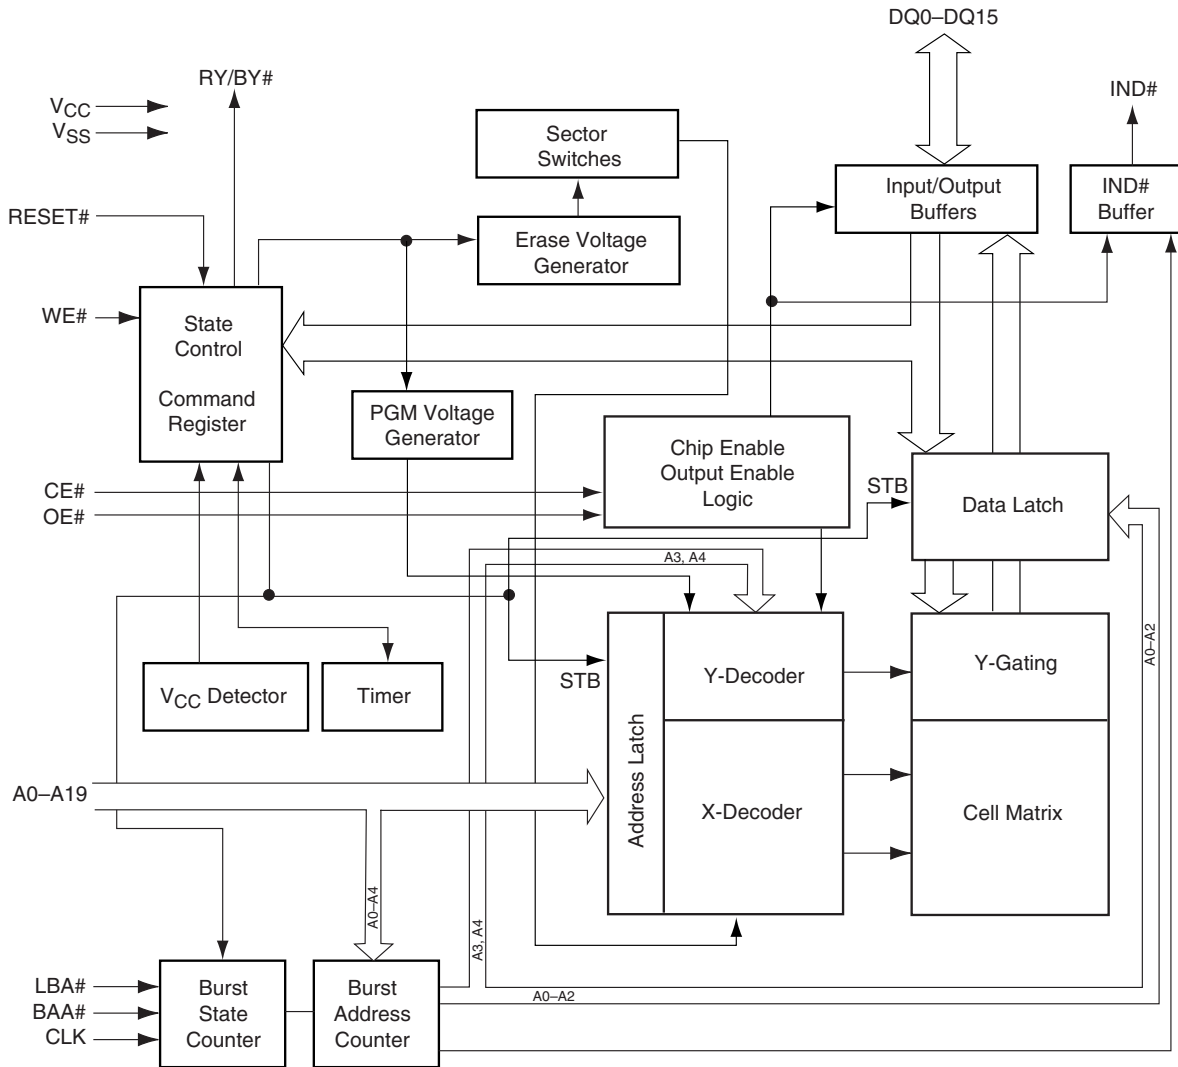 DQ0–DQ15
RY/BY#
IND#
VCC
VSS
Sector
Switches
Input/Output
Buffers
IND#
Buffer
RESET#
Erase Voltage
Generator
WE#
State
Control
Command
Register
PGM Voltage
Generator
Chip Enable
Output Enable
Logic
CE#
OE#
STB
Data Latch
A3, A4
A0–A2
STB
Y-Decoder
Y-Gating
VCC Detector
Timer
Address Latch
A0–A19
X-Decoder
Cell Matrix
A0–A4
A3, A4
LBA#
BAA#
CLK
Burst
State
Counter
Burst
Address
Counter
A0–A2